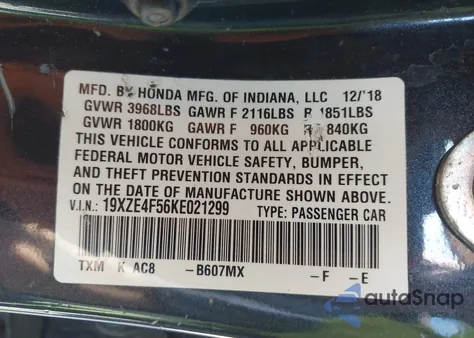 MFD. BY HONDA MFG. OF INDIANA, LLC 12/'18
GVWR 3968LBS GAWR F 2116LBS R 1851LBS
GVWR 1800KG GAWR F 960KG R 840KG
THIS VEHICLE CONFORMS TO ALL APPLICABLE
FEDERAL MOTOR VEHICLE SAFETY, BUMPER,
AND THEFT PREVENTION STANDARDS IN EFFECT
ON THE DATE OF MANUFACTURE SHOWN ABOVE.
V.I.N.: 19XZE4F56KE021299 TYPE: PASSENGER CAR
TXM K AC8 -B607MX -F -E
autoSnap